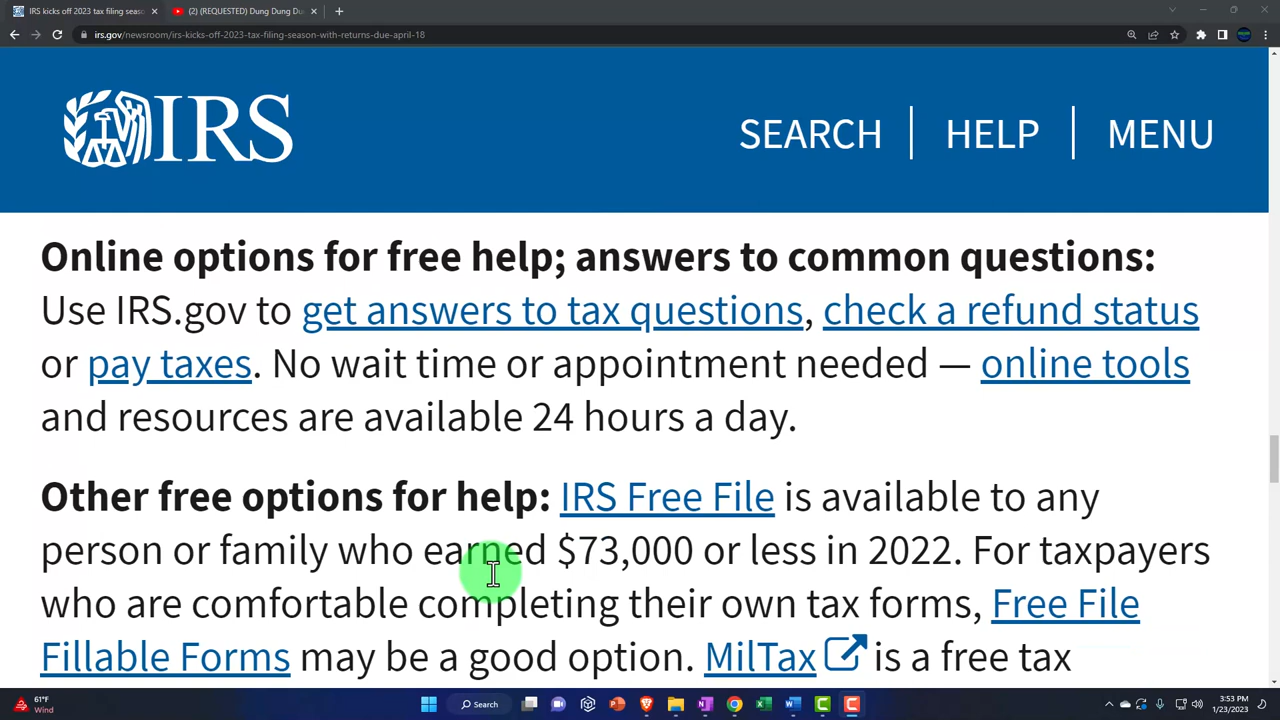 IRS kicks off 2023 tax filing seaso
(2) (REQUESTED) Dung Dung Du
irs.gov/newsroom/irs-kicks-off-2023-tax-filing-season-with-returns-due-april-18
IRS
SEARCH
HELP
MENU
Online options for free help; answers to common questions:
Use IRS.gov to get answers to tax questions, check a refund status
or pay taxes. No wait time or appointment needed — online tools
and resources are available 24 hours a day.
Other free options for help: IRS Free File is available to any
person or family who earned $73,000 or less in 2022. For taxpayers
who are comfortable completing their own tax forms, Free File
Fillable Forms may be a good option. MilTax is a free tax
61°F
Wind
Search
3:53 PM
1/23/2023